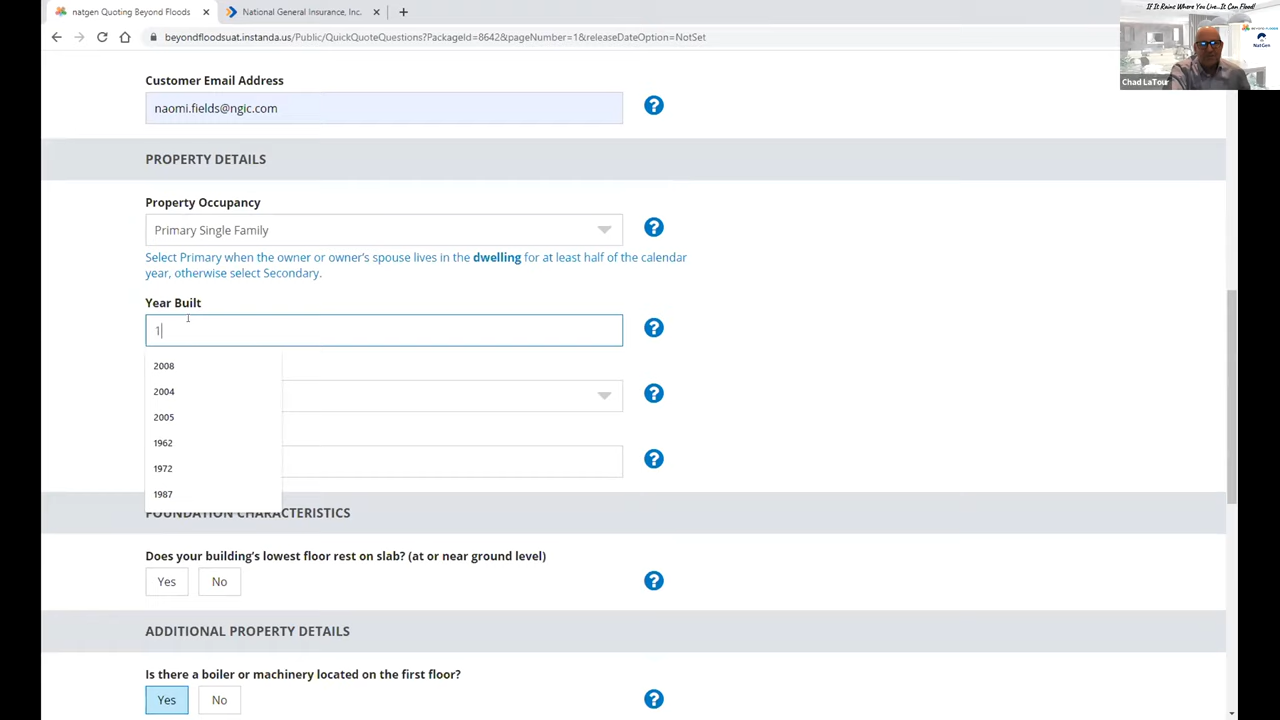 natgen Quoting Beyond Floods
National General Insurance, Inc.
beyondfloodsuat.instanda.us/Public/QuickQuoteQuestions?PackageId=8642&pageNumber=1&releaseDateOption=NotSet
If It Rains Where You Live...It Can Flood!
NatGen
Chad LaTour
Customer Email Address
naomi.fields@ngic.com
?
PROPERTY DETAILS
Property Occupancy
Primary Single Family
?
Select Primary when the owner or owner's spouse lives in the dwelling for at least half of the calendar
year, otherwise select Secondary.
Year Built
1
?
2008
2004
?
2005
1962
?
1972
1987
FOUNDATION CHARACTERISTICS
Does your building's lowest floor rest on slab? (at or near ground level)
Yes No
?
ADDITIONAL PROPERTY DETAILS
Is there a boiler or machinery located on the first floor?
Yes No
?